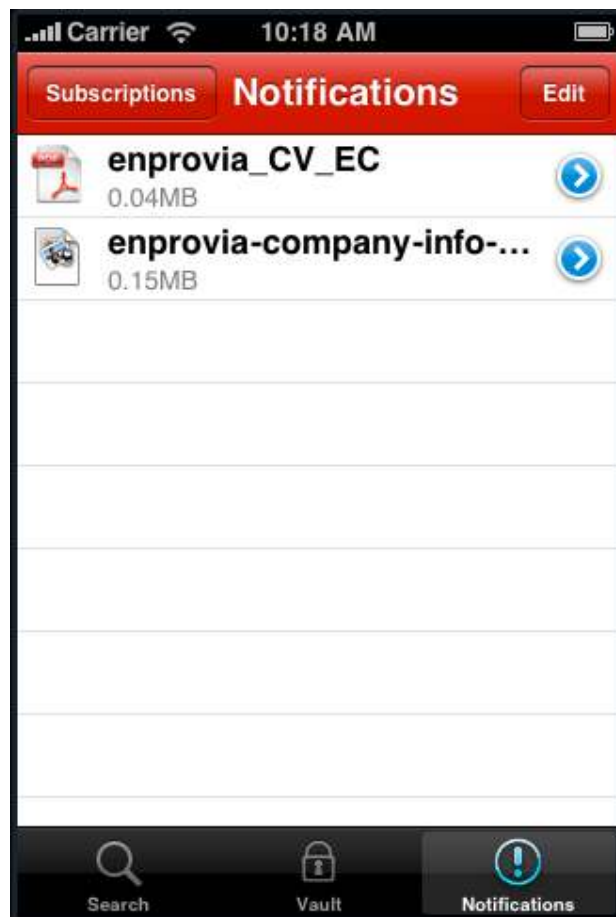 Carrier 10:18 AM
Subscriptions Notifications Edit
enprovia_CV_EC
0.04MB
enprovia-company-info-...
0.15MB
Search Vault Notifications